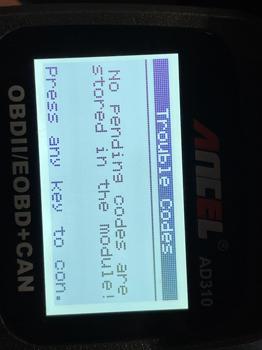 ANCEL® AD310
Trouble Codes
No pending codes are
stored in the module!
Press any key to con.
OBDII/EOBD+CAN